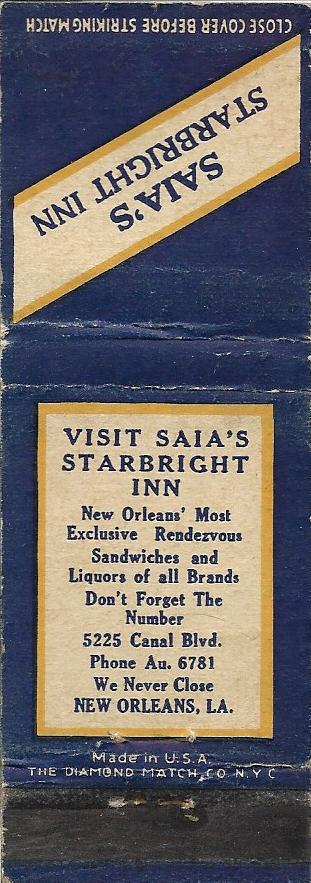 CLOSE COVER BEFORE STRIKING MATCH
SAIA'S
STARBRIGHT INN
VISIT SAIA'S
STARBRIGHT
INN
New Orleans' Most
Exclusive Rendezvous
Sandwiches and
Liquors of all Brands
Don't Forget The
Number
5225 Canal Blvd.
Phone Au. 6781
We Never Close
NEW ORLEANS, LA.
Made in U.S.A.
THE DIAMOND MATCH CO. N.Y.C